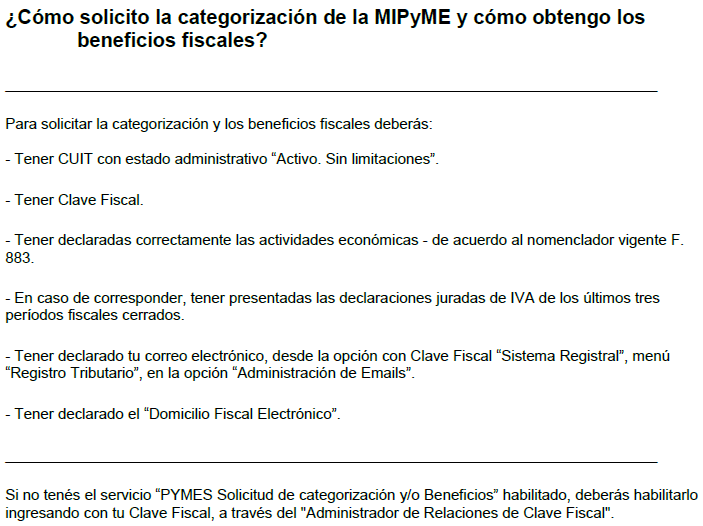 ¿Cómo solicito la categorización de la MIPyME y cómo obtengo los
beneficios fiscales?
Para solicitar la categorización y los beneficios fiscales deberás:
- Tener CUIT con estado administrativo “Activo. Sin limitaciones”.
- Tener Clave Fiscal.
- Tener declaradas correctamente las actividades económicas - de acuerdo al nomenclador vigente F.
883.
- En caso de corresponder, tener presentadas las declaraciones juradas de IVA de los últimos tres
períodos fiscales cerrados.
- Tener declarado tu correo electrónico, desde la opción con Clave Fiscal “Sistema Registral”, menú
“Registro Tributario”, en la opción “Administración de Emails”.
- Tener declarado el “Domicilio Fiscal Electrónico”.
Si no tenés el servicio “PYMES Solicitud de categorización y/o Beneficios” habilitado, deberás habilitarlo
ingresando con tu Clave Fiscal, a través del "Administrador de Relaciones de Clave Fiscal".